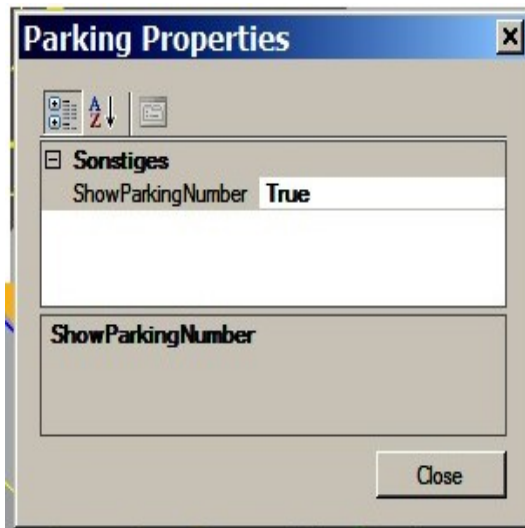 Parking Properties
Sonstiges
ShowParkingNumber True
ShowParkingNumber
Close